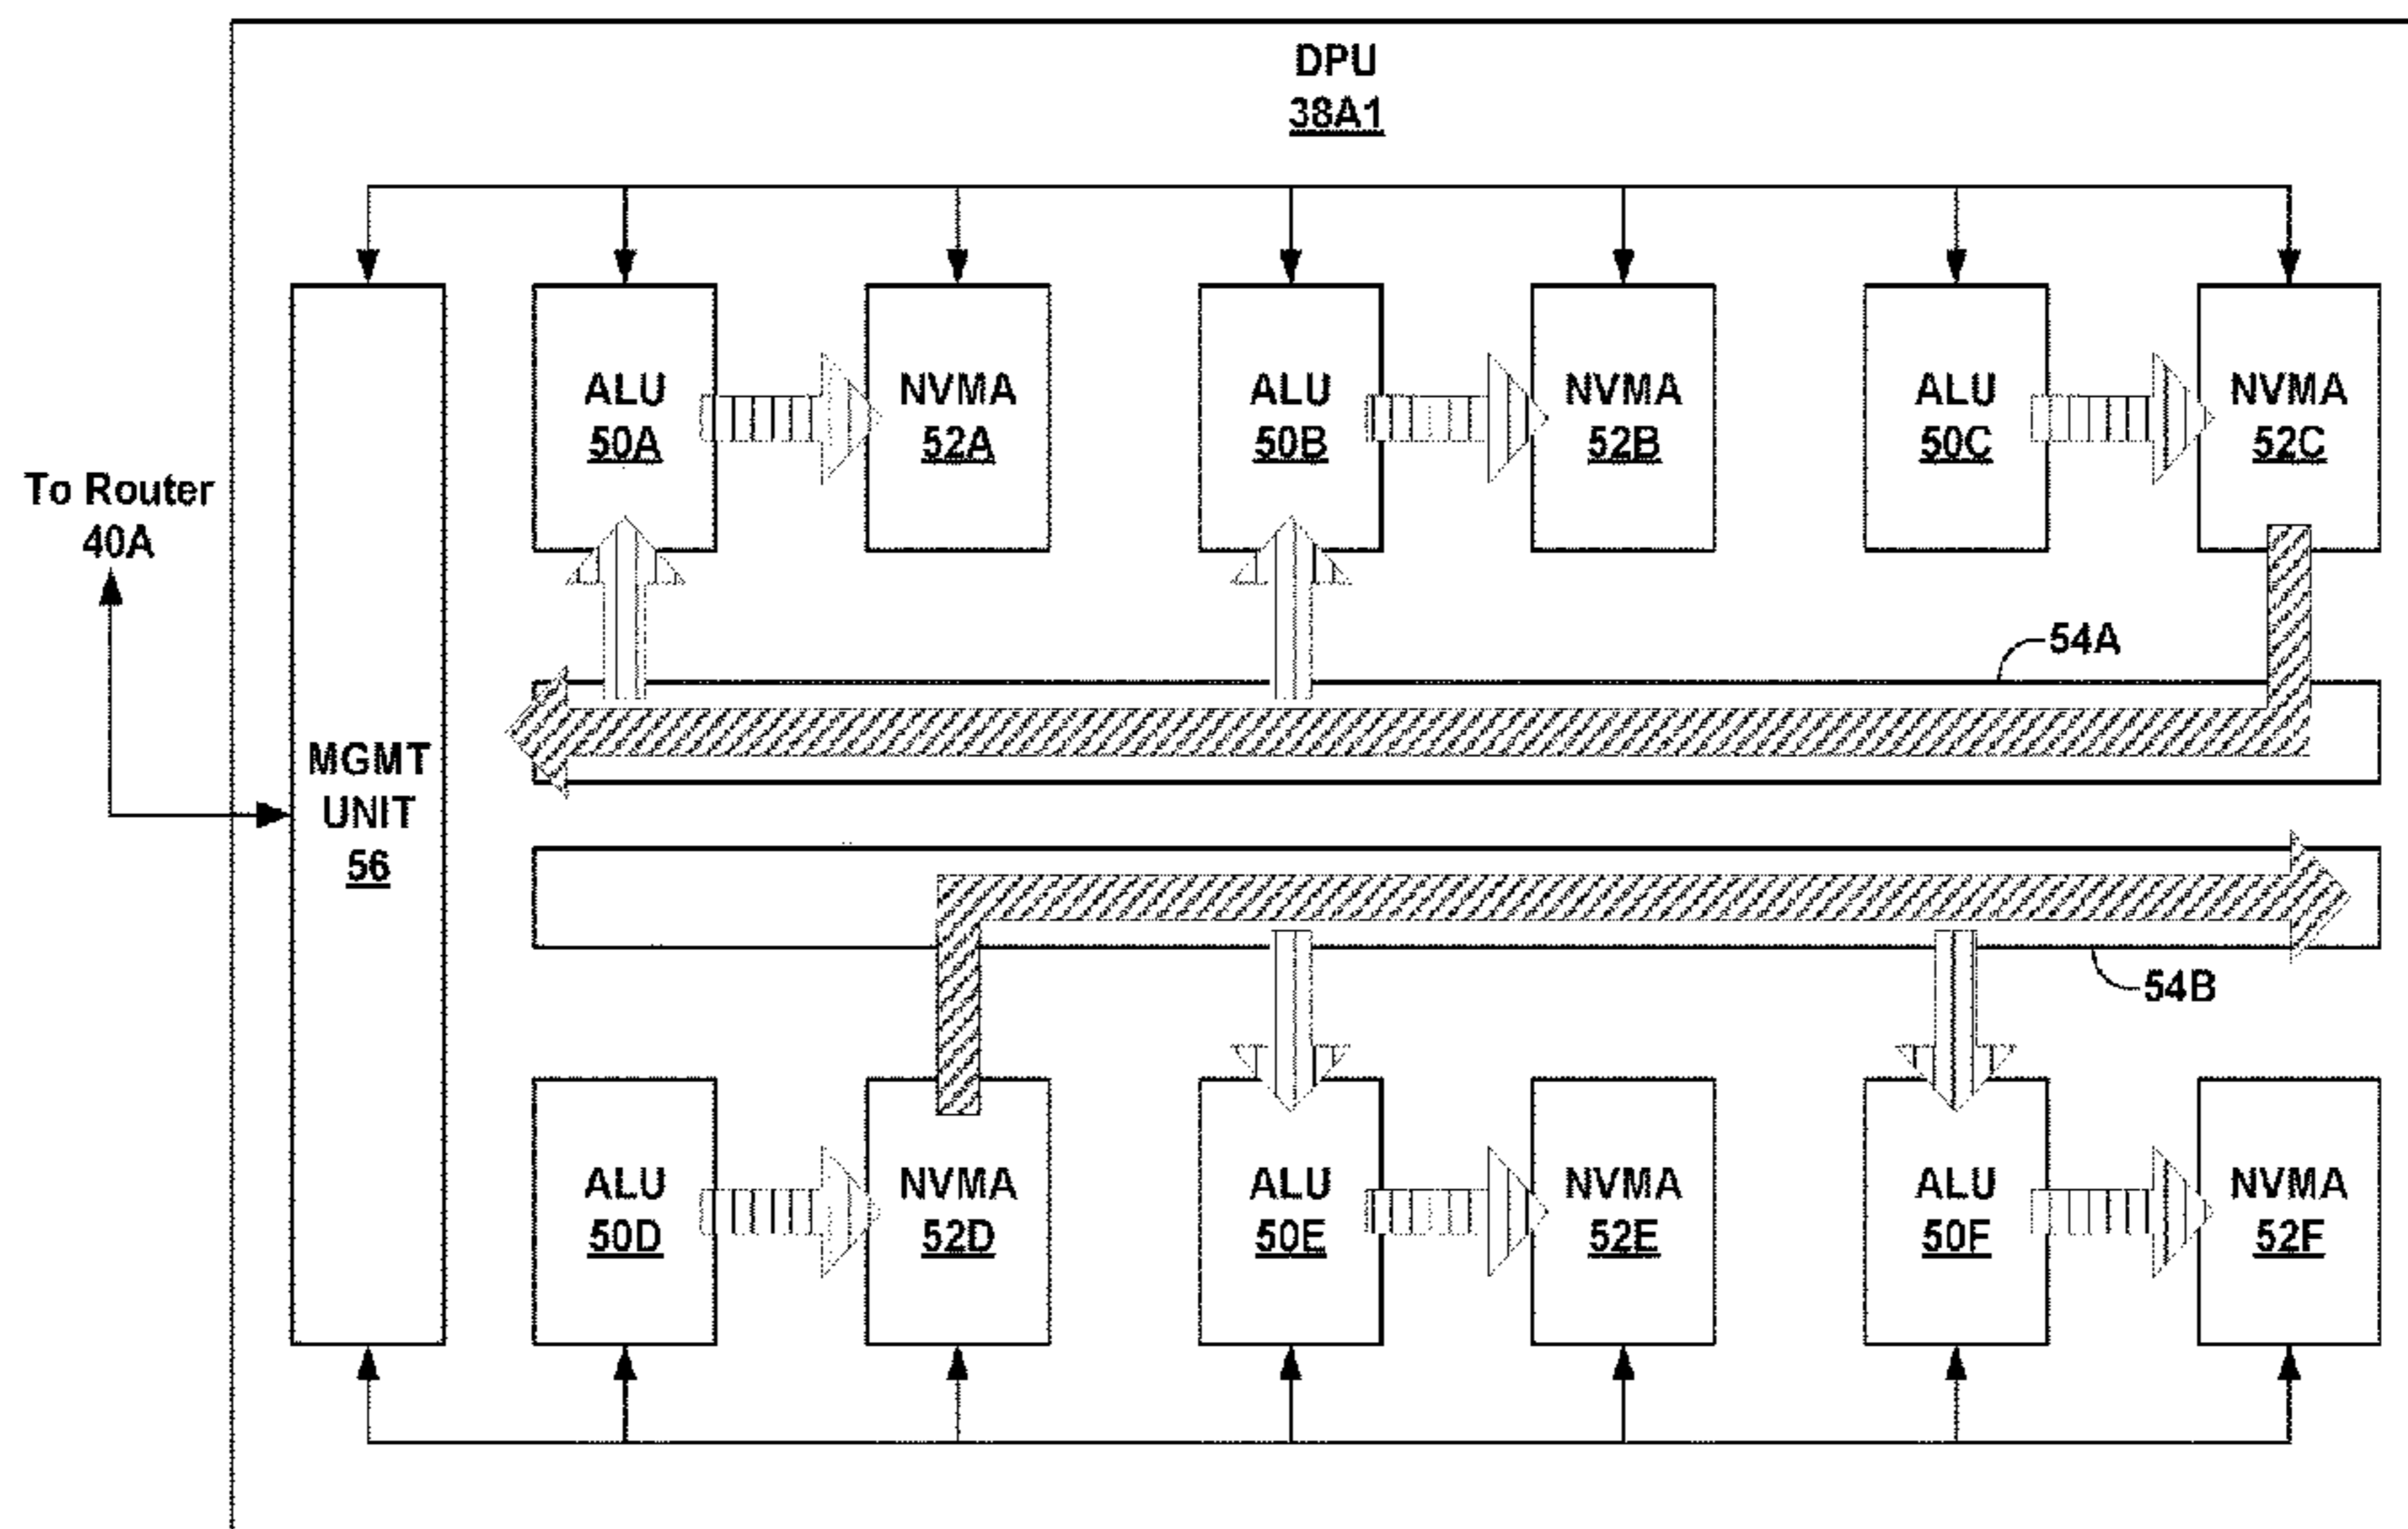 DPU
38A1
ALU
50A
NVMA
52A
ALU
50B
NVMA
52B
ALU
50C
NVMA
52C
To Router
40A
54A
MGMT
UNIT
56
54B
ALU
50D
NVMA
52D
ALU
50E
NVMA
52E
ALU
50F
NVMA
52F